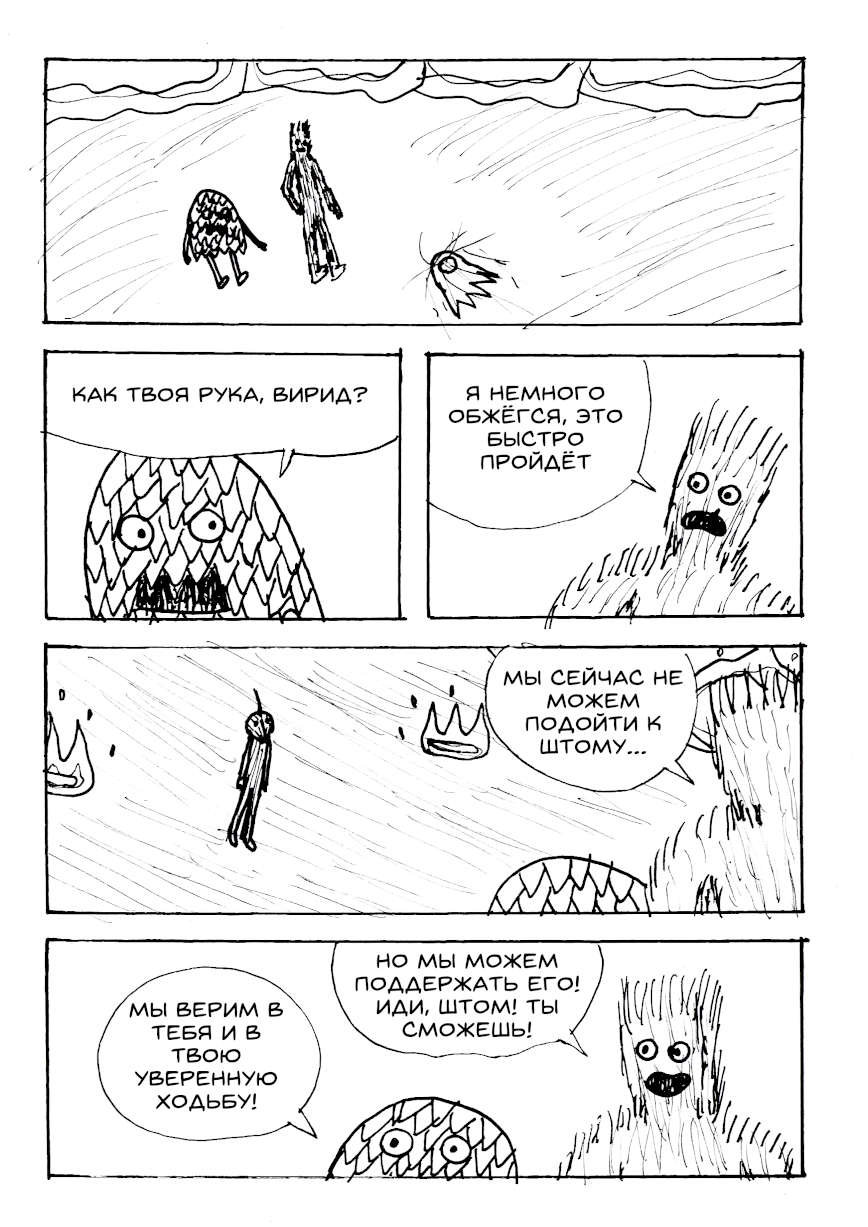 КАК ТВОЯ РУКА, ВИРИД?
Я НЕМНОГО
ОБЖЁГСЯ, ЭТО
БЫСТРО
ПРОЙДЁТ
МЫ СЕЙЧАС НЕ
МОЖЕМ
ПОДОЙТИ К
ШТОМУ...
НО МЫ МОЖЕМ
ПОДДЕРЖАТЬ ЕГО!
ИДИ, ШТОМ! ТЫ
СМОЖЕШЬ!
МЫ ВЕРИМ В
ТЕБЯ И В
ТВОЮ
УВЕРЕННУЮ
ХОДЬБУ!